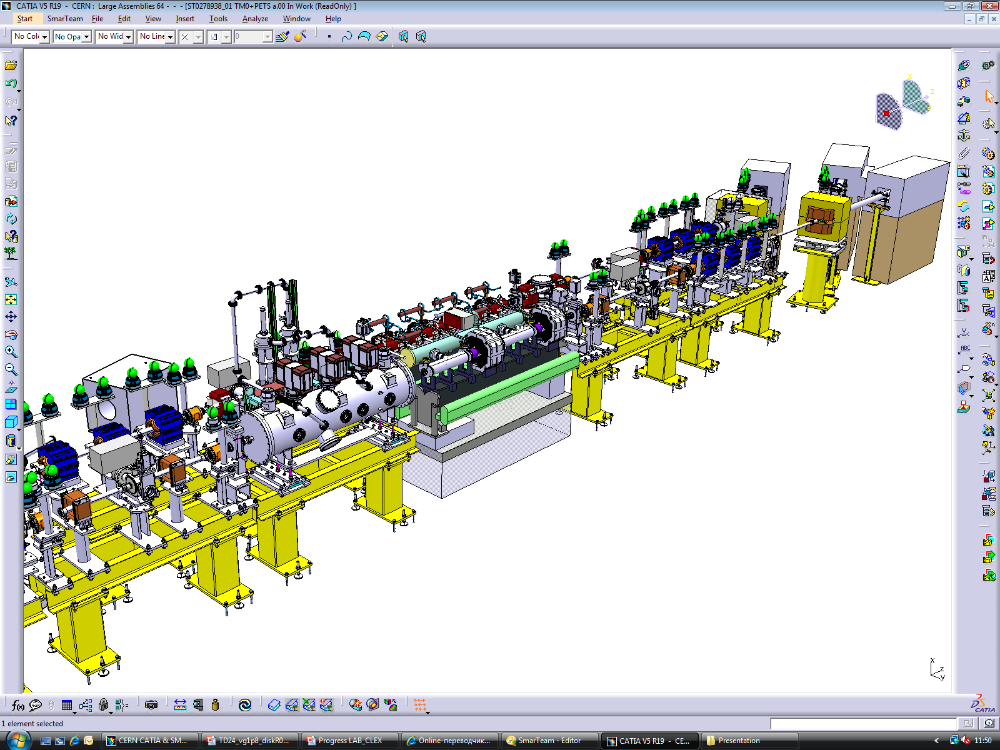 CATIA V5 R19 - CERN : Large Assemblies 64 - - - [ST0278938_01 TM0+PETS a.00 In Work (ReadOnly) ]
Start SmarTeam File Edit View Insert Tools Analyze Window Help
No Col No Opa No Wid No Line 0
x
z
ABC
x
z
y
f(x)
CATIA
1 element selected
CERN CATIA & SM... TD24_vg1p8_diskR0... Progress LAB_CLEX Online-переводчик... SmarTeam - Editor CATIA V5 R19 - CE... Presentation < 11:50